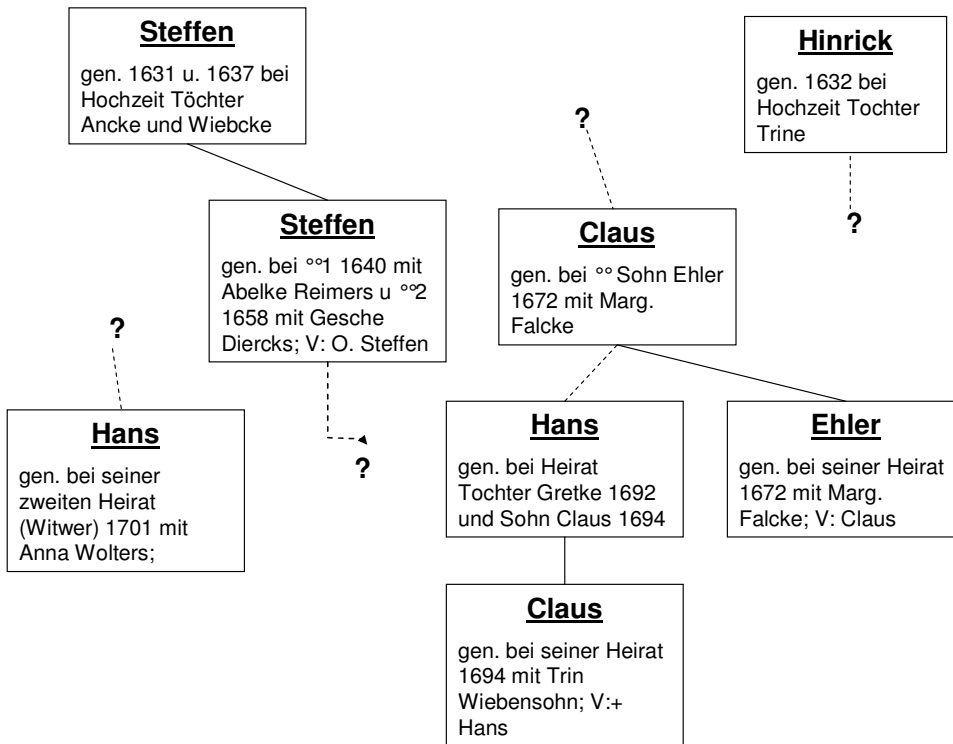 Steffen
gen. 1631 u. 1637 bei
Hochzeit Töchter
Ancke und Wiebcke
Hinrick
gen. 1632 bei
Hochzeit Tochter
Trine
?
?
Steffen
gen. bei °°1 1640 mit
Abelke Reimers u °°2
1658 mit Gesche
Diercks; V: O. Steffen
Claus
gen. bei °° Sohn Ehler
1672 mit Marg.
Falcke
?
?
Hans
gen. bei seiner
zweiten Heirat
(Witwer) 1701 mit
Anna Wolters;
Hans
gen. bei Heirat
Tochter Gretke 1692
und Sohn Claus 1694
Ehler
gen. bei seiner Heirat
1672 mit Marg.
Falcke; V: Claus
Claus
gen. bei seiner Heirat
1694 mit Trin
Wiebensohn; V:+
Hans